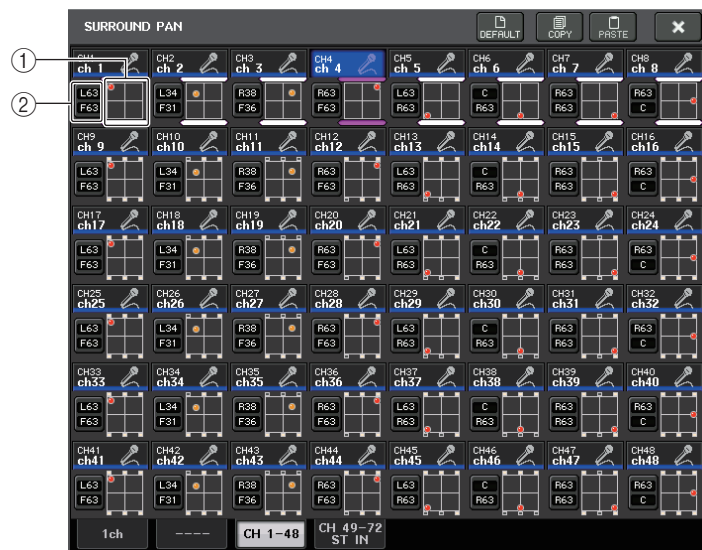 SURROUND PAN DEFAULT COPY PASTE
① CH1 CH2 CH3 CH4 CH5 CH6 CH7 CH8
ch 1 ch 2 ch 3 ch 4 ch 5 ch 6 ch 7 ch 8
② L63 L34 R38 R63 L63 C R63 R63
F63 F31 F36 F63 R63 R63 R63 C
CH9 CH10 CH11 CH12 CH13 CH14 CH15 CH16
ch 9 ch10 ch11 ch12 ch13 ch14 ch15 ch16
L63 L34 R38 R63 L63 C R63 R63
F63 F31 F36 F63 R63 R63 R63 C
CH17 CH18 CH19 CH20 CH21 CH22 CH23 CH24
ch17 ch18 ch19 ch20 ch21 ch22 ch23 ch24
L63 L34 R38 R63 L63 C R63 R63
F63 F31 F36 F63 R63 R63 R63 C
CH25 CH26 CH27 CH28 CH29 CH30 CH31 CH32
ch25 ch26 ch27 ch28 ch29 ch30 ch31 ch32
L63 L34 R38 R63 L63 C R63 R63
F63 F31 F36 F63 R63 R63 R63 C
CH33 CH34 CH35 CH36 CH37 CH38 CH39 CH40
ch33 ch34 ch35 ch36 ch37 ch38 ch39 ch40
L63 L34 R38 R63 L63 C R63 R63
F63 F31 F36 F63 R63 R63 R63 C
CH41 CH42 CH43 CH44 CH45 CH46 CH47 CH48
ch41 ch42 ch43 ch44 ch45 ch46 ch47 ch48
L63 L34 R38 R63 L63 C R63 R63
F63 F31 F36 F63 R63 R63 R63 C
1ch ---- CH 1-48 CH 49-72
ST IN